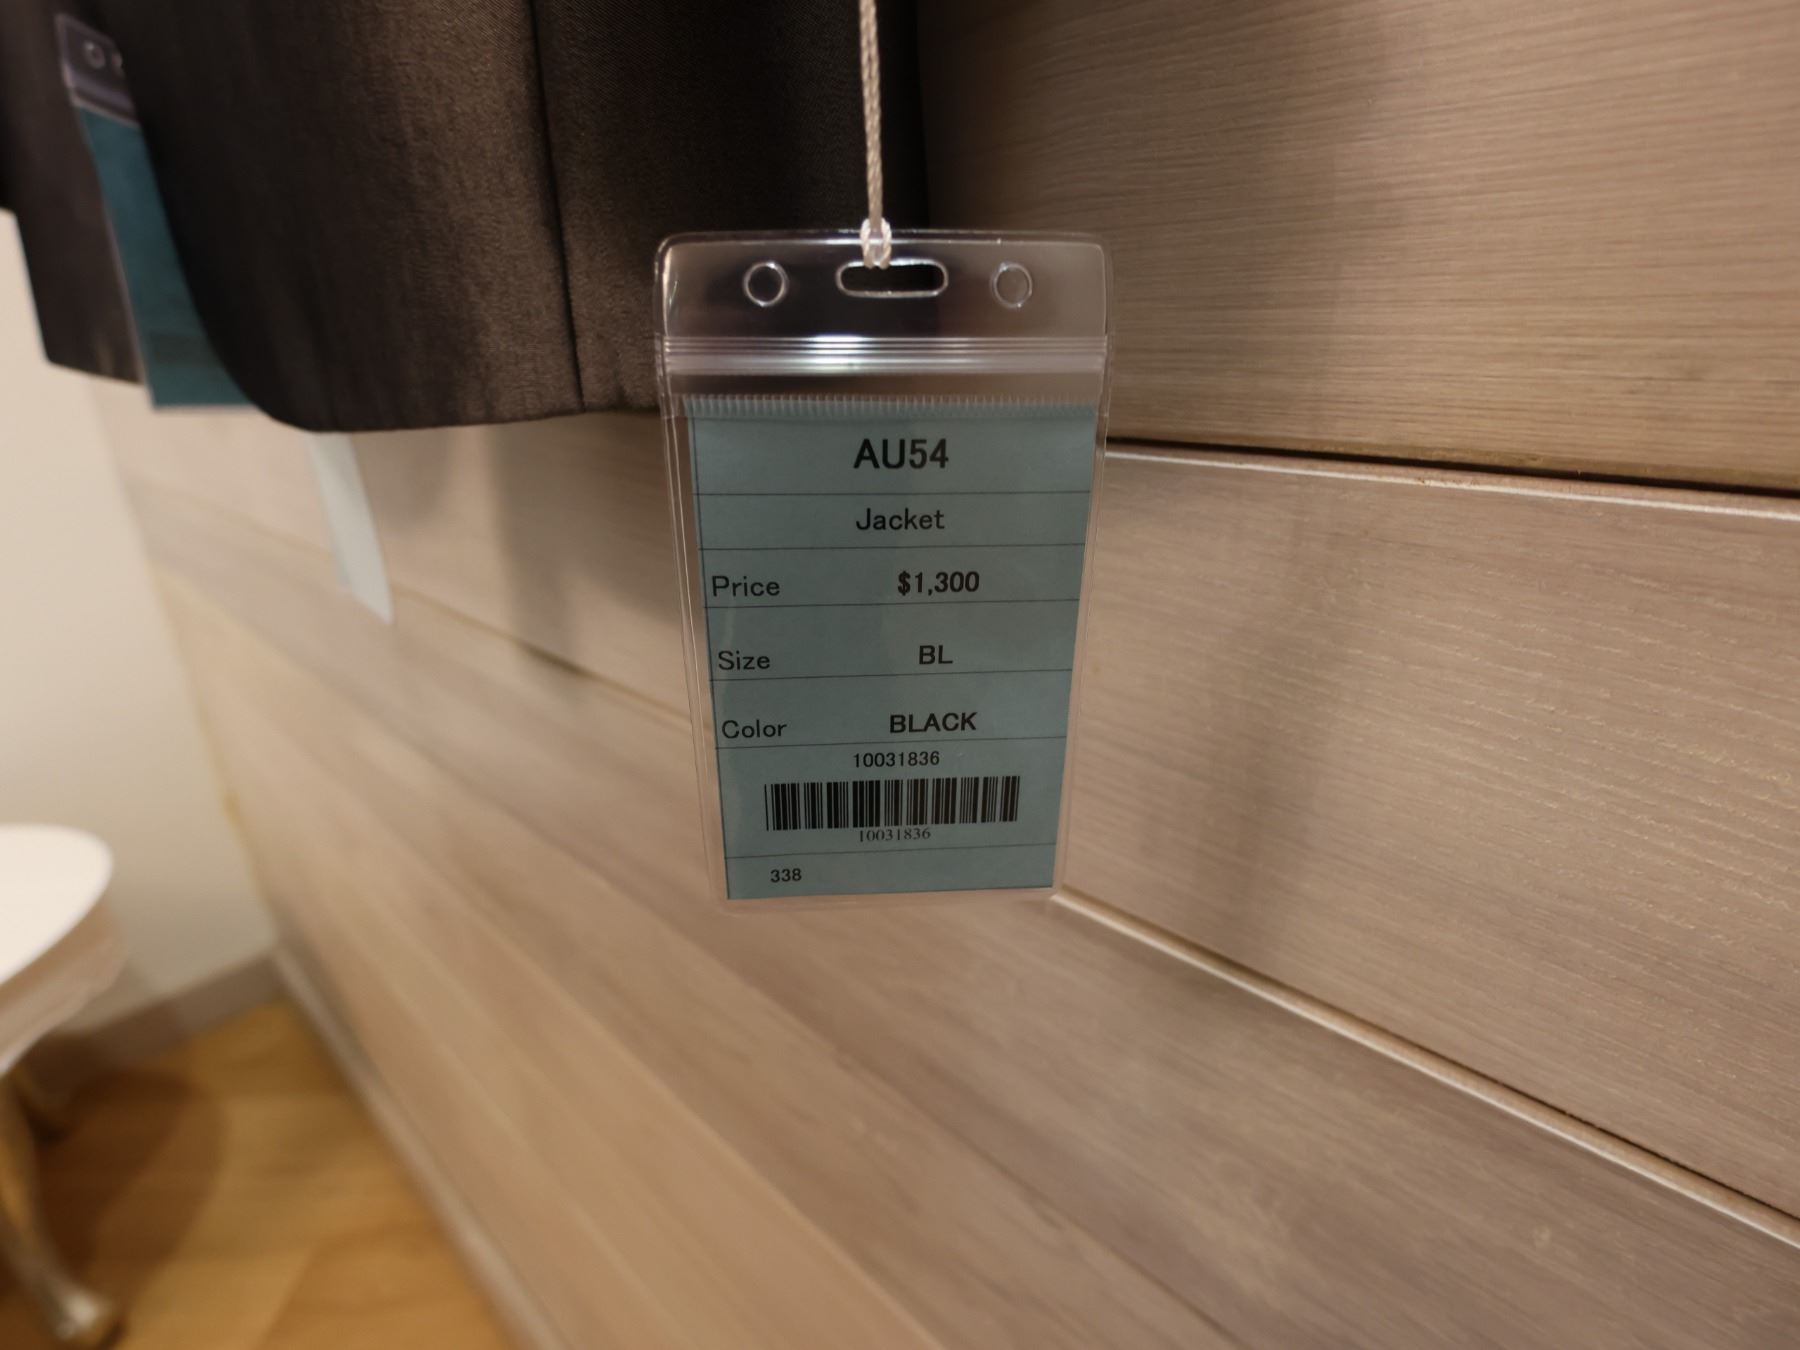 AU54
Jacket
Price $1,300
Size BL
Color BLACK
10031836
10031836
338